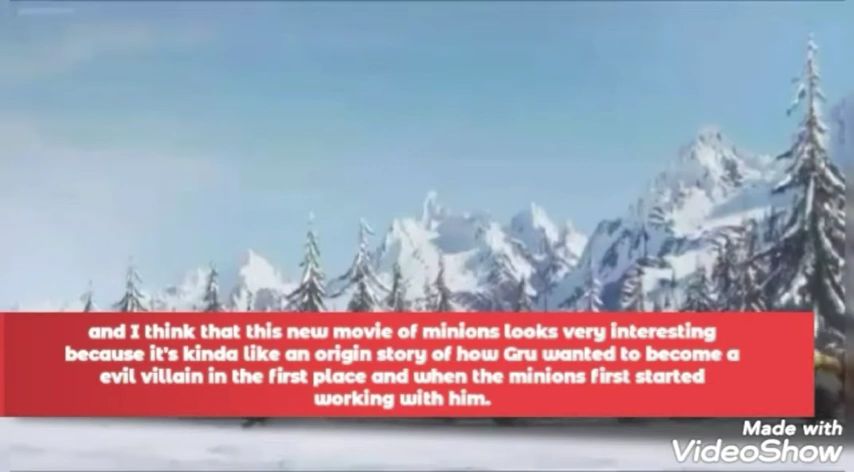 and I think that this new movie of minions looks very interesting
because it's kinda like an origin story of how Gru wanted to become a
evil villain in the first place and when the minions first started
working with him.
Made with
VideoShow